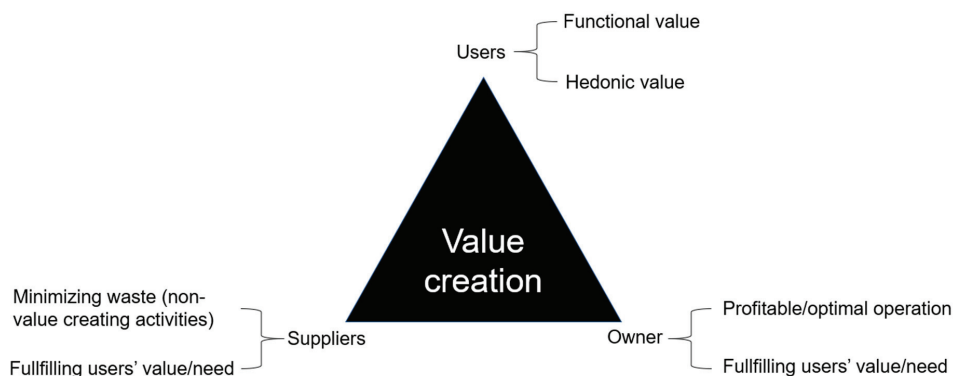 Functional value
Users
Hedonic value
Value
creation
Minimizing waste (non-
value creating activities)
Suppliers
Fullfilling users' value/need
Profitable/optimal operation
Owner
Fullfilling users' value/need